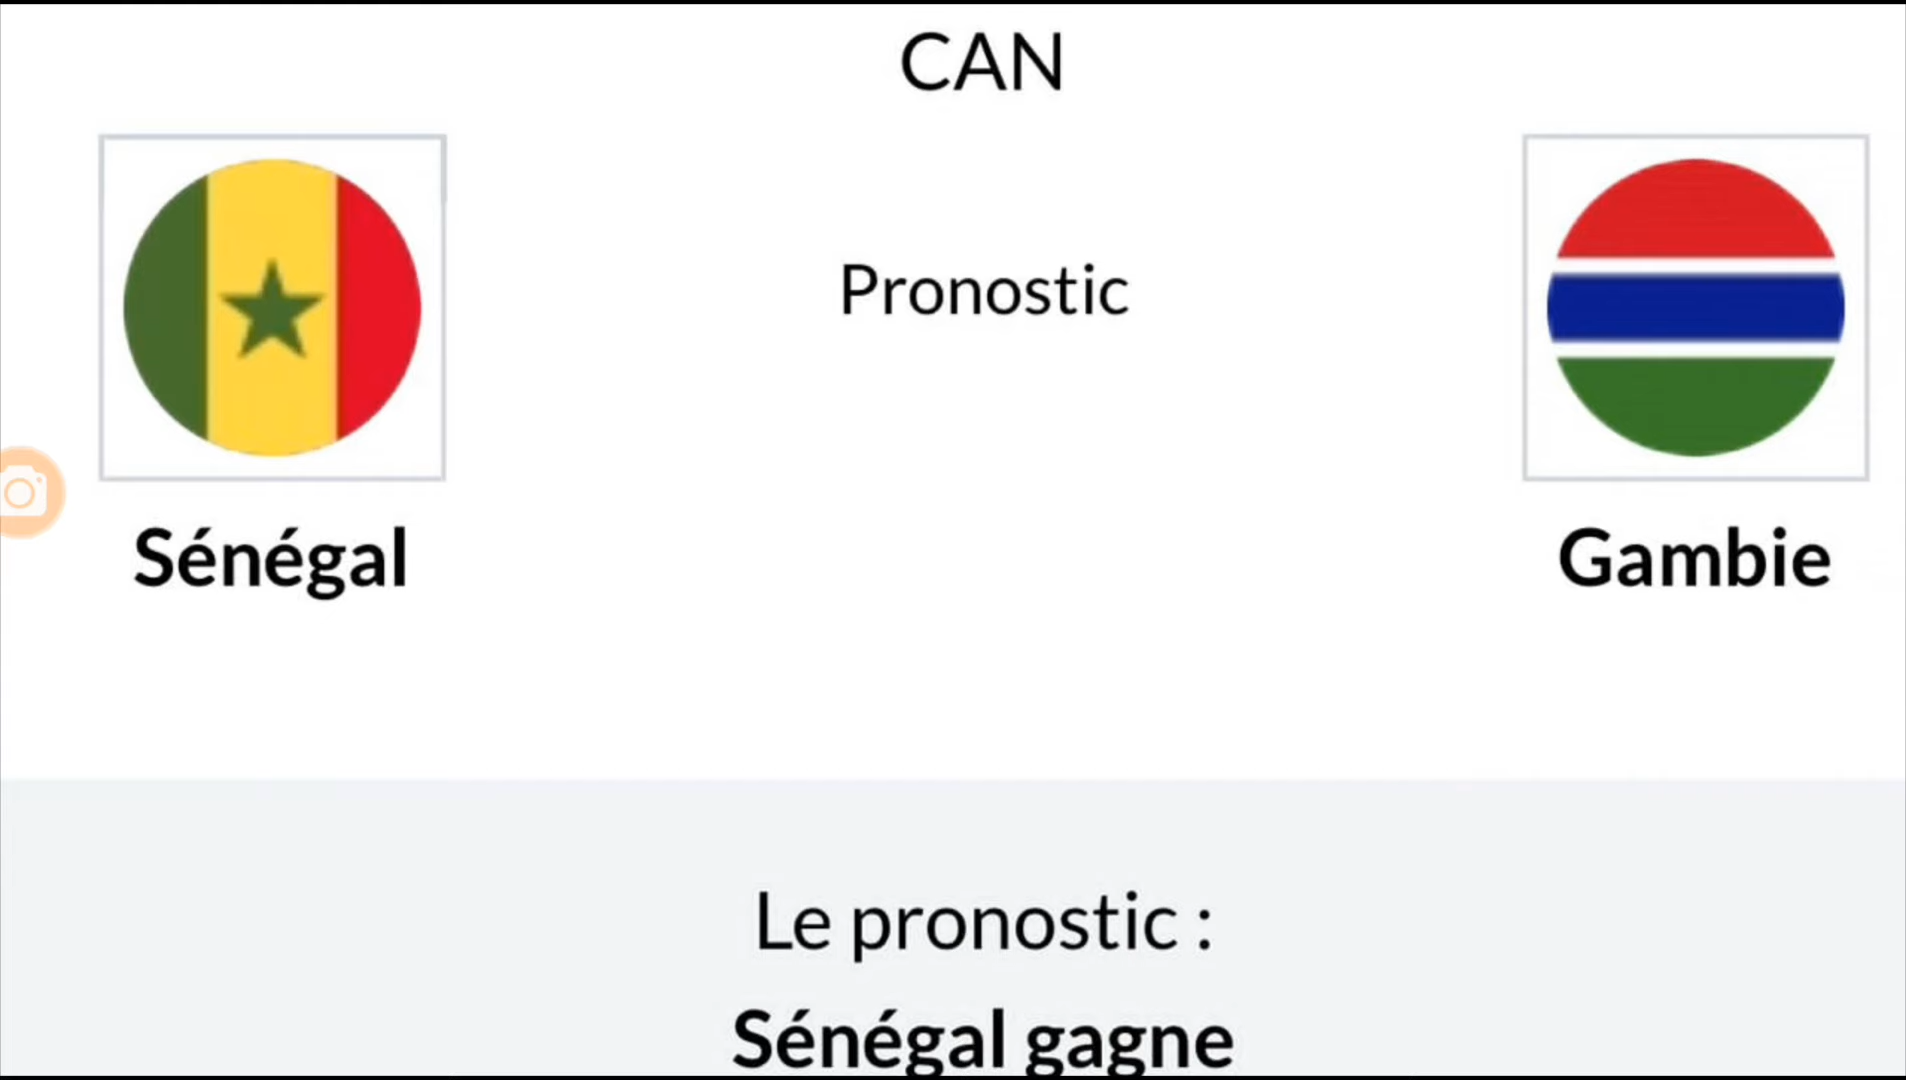 CAN
Pronostic
Sénégal
Gambie
Le pronostic :
Sénégal gagne